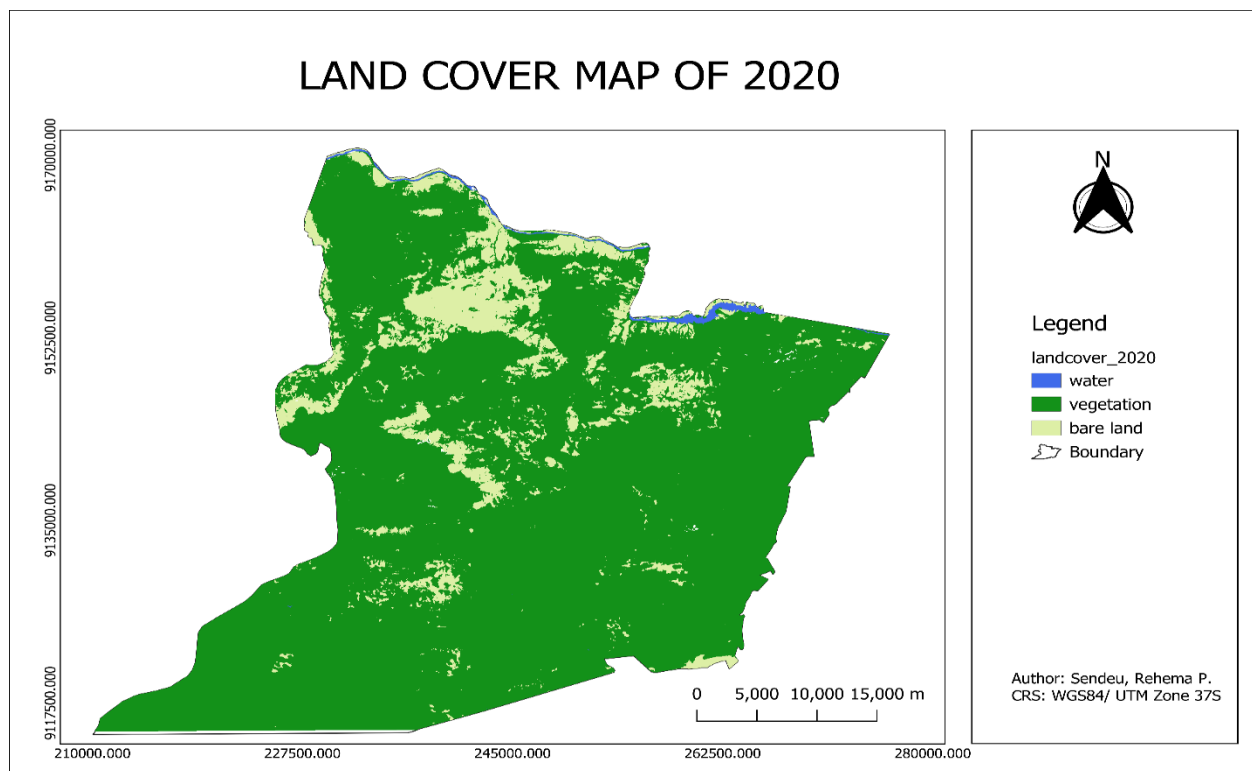 LAND COVER MAP OF 2020
9170000.000
9152500.000
9135000.000
9117500.000
210000.000
227500.000
245000.000
262500.000
280000.000
0 5,000 10,000 15,000 m
N
Legend
landcover_2020
water
vegetation
bare land
Boundary
Author: Sendeu, Rehema P.
CRS: WGS84/ UTM Zone 37S